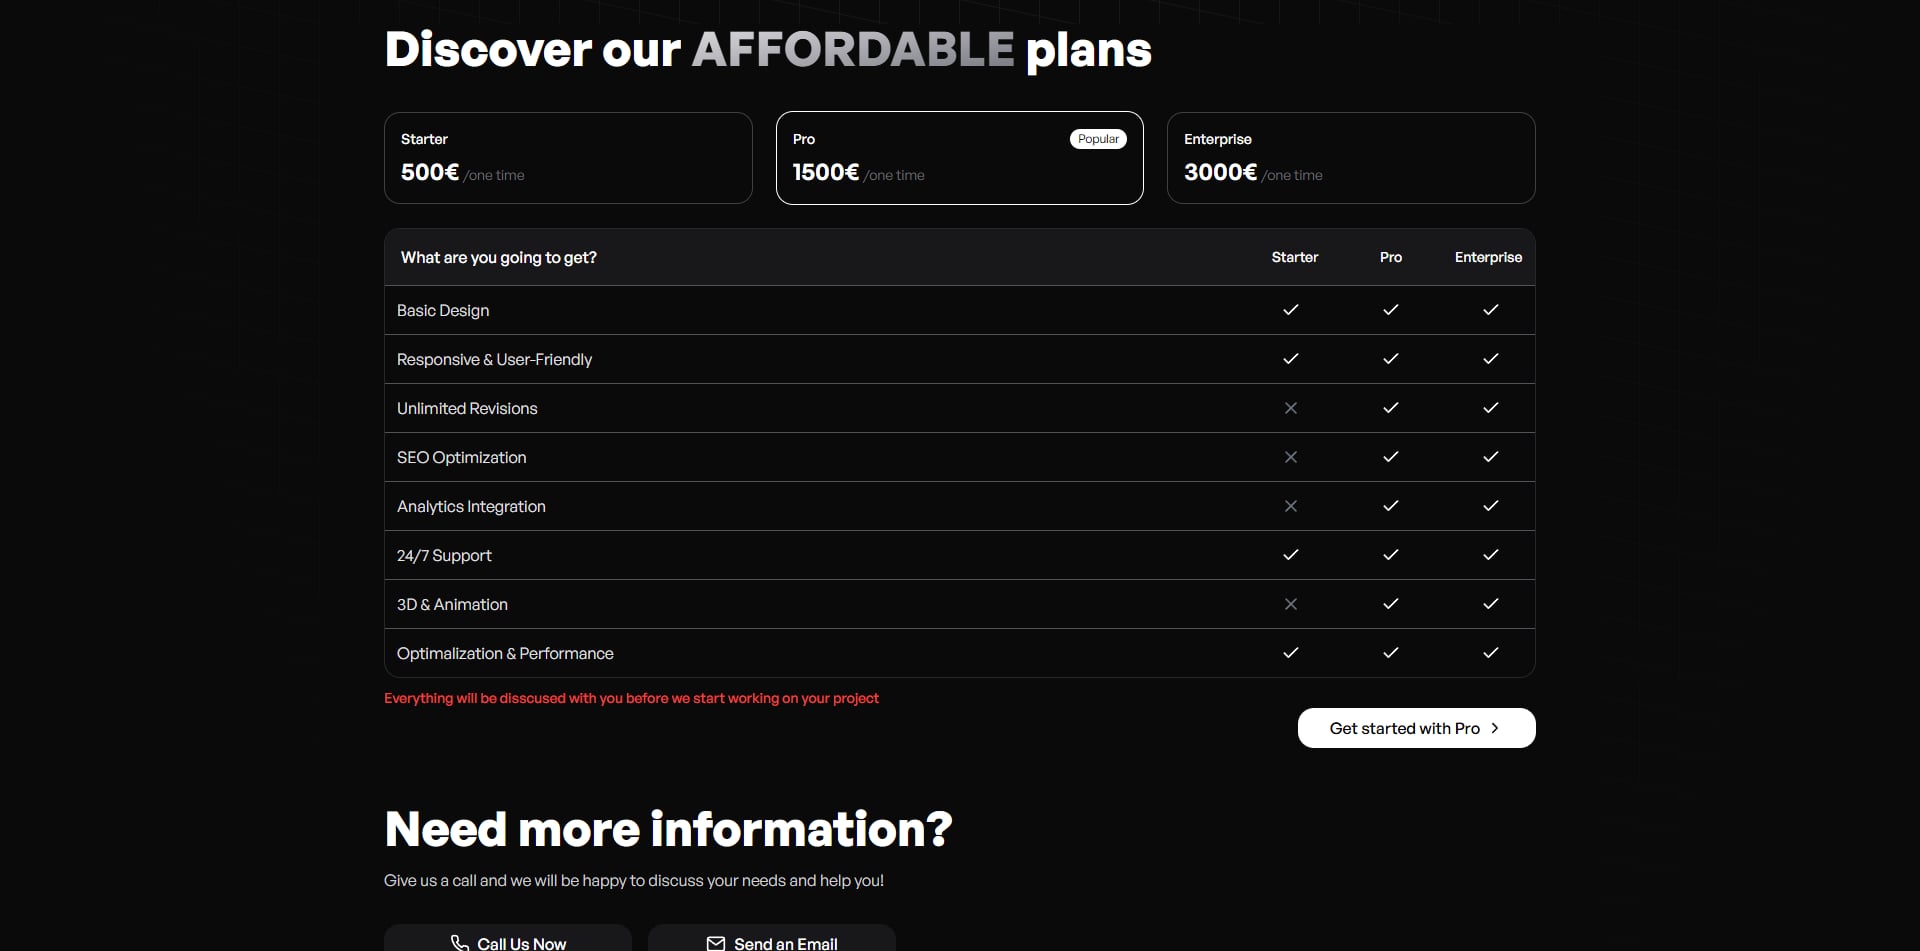 Discover our AFFORDABLE plans
Starter
500€ /one time
Pro
Popular
1500€ /one time
Enterprise
3000€ /one time
What are you going to get? Starter Pro Enterprise
Basic Design
Responsive & User-Friendly
Unlimited Revisions
SEO Optimization
Analytics Integration
24/7 Support
3D & Animation
Optimalization & Performance
Everything will be disscused with you before we start working on your project
Get started with Pro
Need more information?
Give us a call and we will be happy to discuss your needs and help you!
Call Us Now
Send an Email